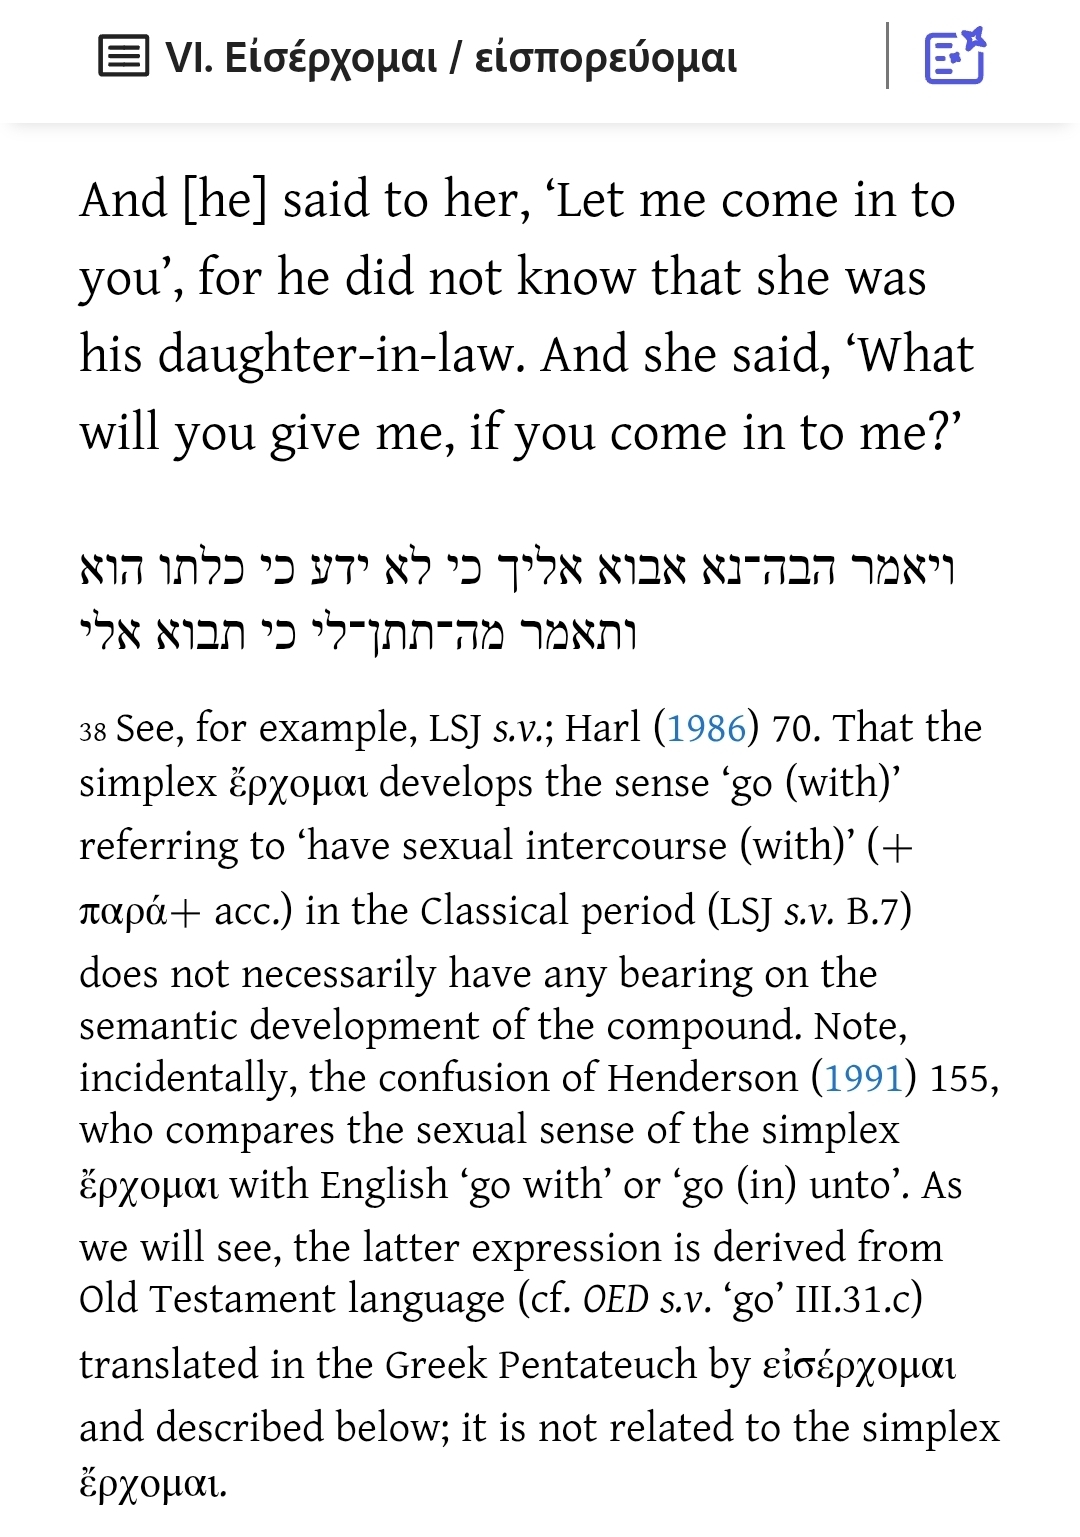 VI. Εἰσέρχομαι / εἰσπορεύομαι
And [he] said to her, ‘Let me come in to
you’, for he did not know that she was
his daughter-in-law. And she said, ‘What
will you give me, if you come in to me?’
ויאמר הבה־נא אבוא אליך כי לא ידע כי כלתו הוא
ותאמר מה־תתן־לי כי תבוא אלי
38 See, for example, LSJ s.v.; Harl (1986) 70. That the
simplex ἔρχομαι develops the sense ‘go (with)’
referring to ‘have sexual intercourse (with)’ (+
παρά+ acc.) in the Classical period (LSJ s.v. B.7)
does not necessarily have any bearing on the
semantic development of the compound. Note,
incidentally, the confusion of Henderson (1991) 155,
who compares the sexual sense of the simplex
ἔρχομαι with English ‘go with’ or ‘go (in) unto’. As
we will see, the latter expression is derived from
Old Testament language (cf. OED s.v. ‘go’ III.31.c)
translated in the Greek Pentateuch by εἰσέρχομαι
and described below; it is not related to the simplex
ἔρχομαι.